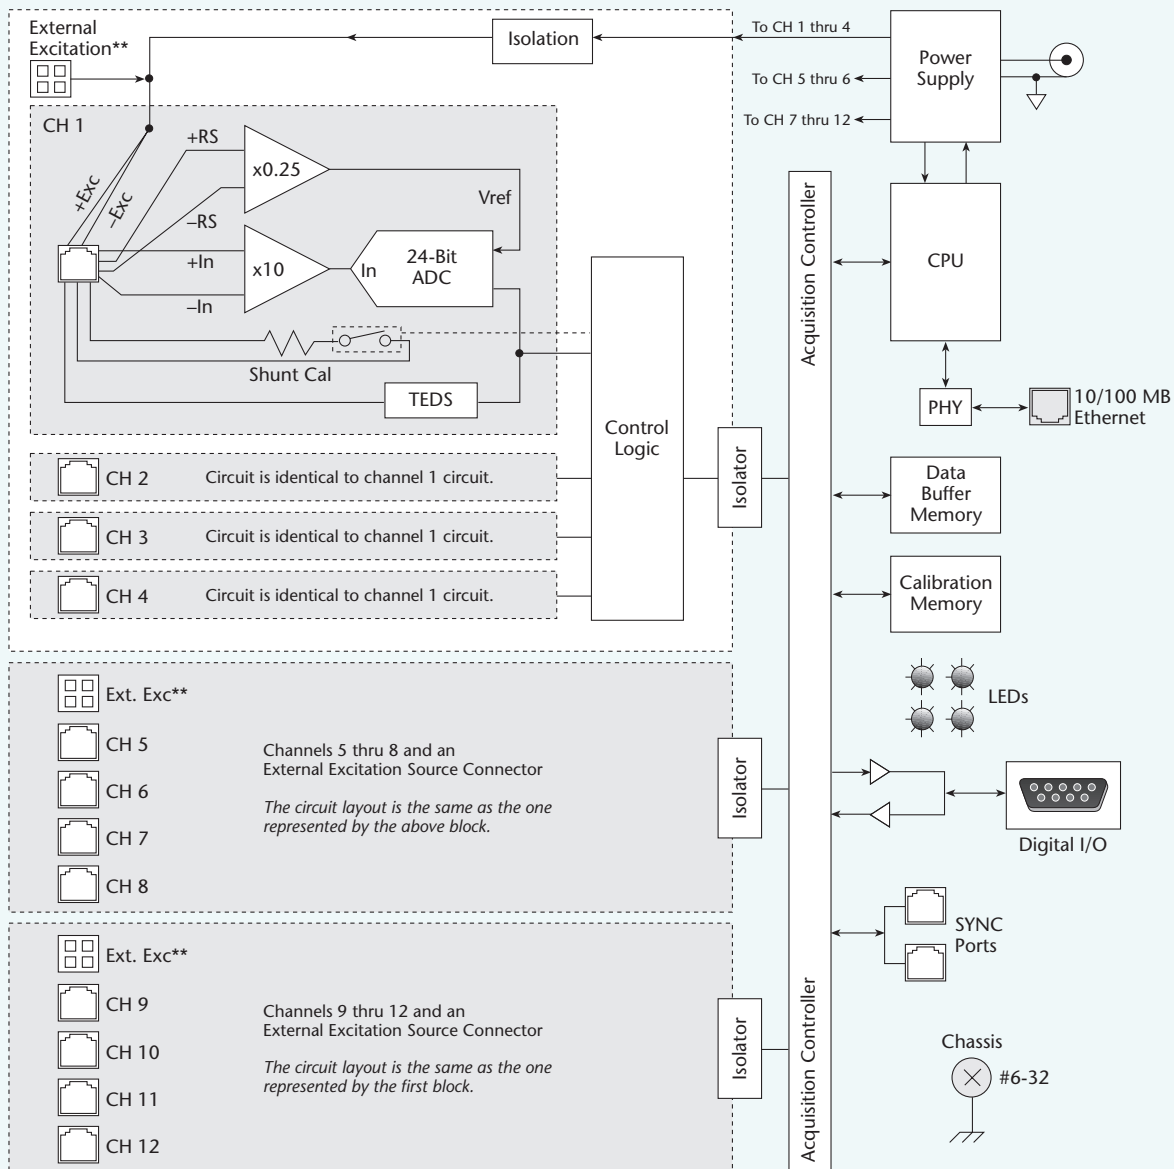 External
Excitation**
Isolation
To CH 1 thru 4
To CH 5 thru 6
To CH 7 thru 12
Power
Supply
CH 1
+RS
x0.25
+Exc
–Exc
–RS
Vref
+In
x10
–In
In
24-Bit
ADC
Shunt Cal
TEDS
Control
Logic
Isolator
Acquisition Controller
CPU
PHY
10/100 MB
Ethernet
CH 2
Circuit is identical to channel 1 circuit.
CH 3
Circuit is identical to channel 1 circuit.
CH 4
Circuit is identical to channel 1 circuit.
Data
Buffer
Memory
Calibration
Memory
LEDs
Ext. Exc**
CH 5
CH 6
CH 7
CH 8
Channels 5 thru 8 and an
External Excitation Source Connector
The circuit layout is the same as the one
represented by the above block.
Isolator
Digital I/O
SYNC
Ports
Ext. Exc**
CH 9
CH 10
CH 11
CH 12
Channels 9 thru 12 and an
External Excitation Source Connector
The circuit layout is the same as the one
represented by the first block.
Isolator
Acquisition Controller
Chassis
#6-32